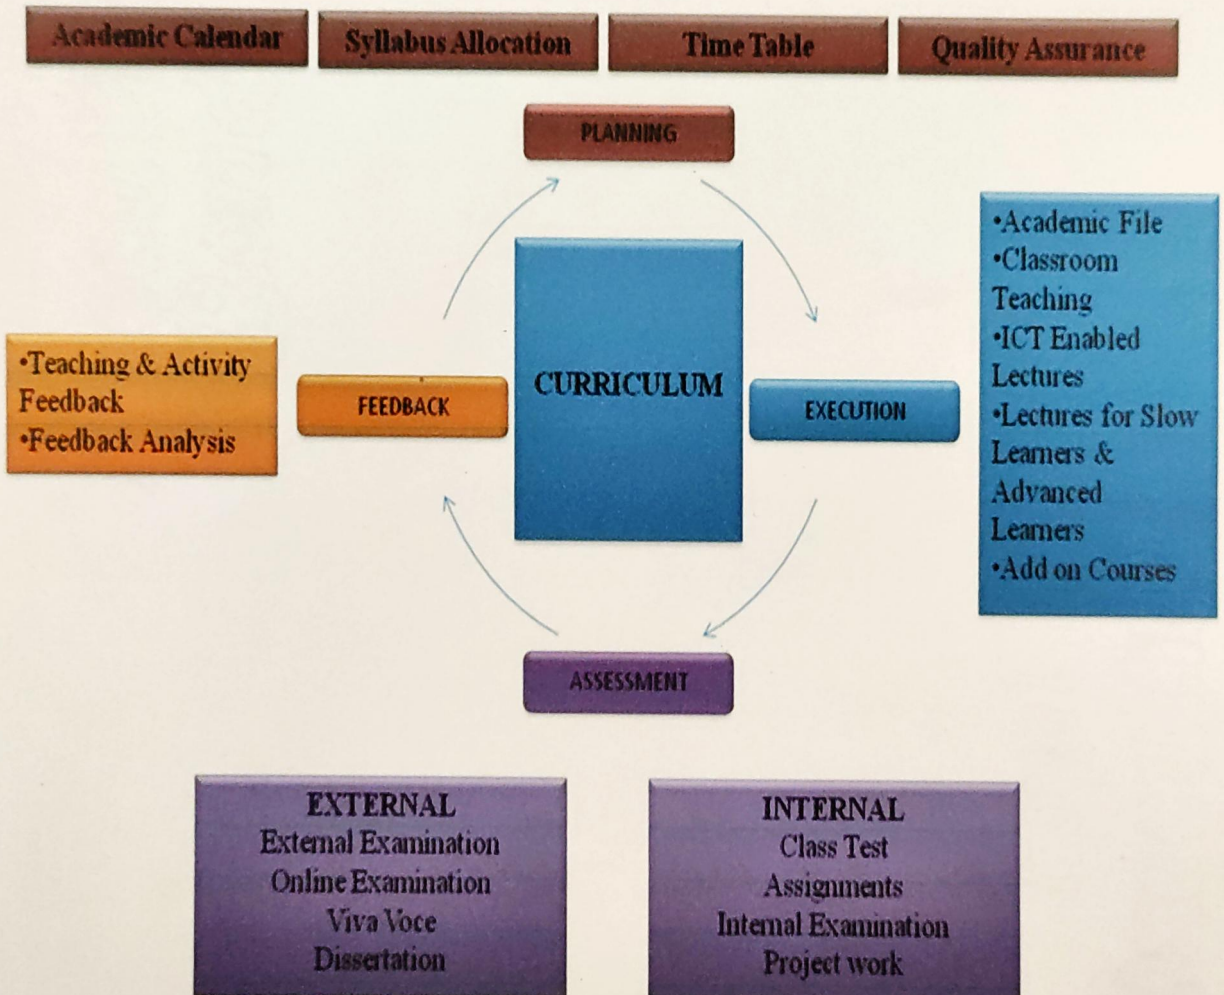 Academic Calendar
Syllabus Allocation
Time Table
Quality Assurance
PLANNING
•Academic File
•Classroom
Teaching
•ICT Enabled
Lectures
•Lectures for Slow
Learners &
Advanced
Learners
•Add on Courses
•Teaching & Activity
Feedback
•Feedback Analysis
FEEDBACK
CURRICULUM
EXECUTION
ASSESSMENT
EXTERNAL
External Examination
Online Examination
Viva Voce
Dissertation
INTERNAL
Class Test
Assignments
Internal Examination
Project work